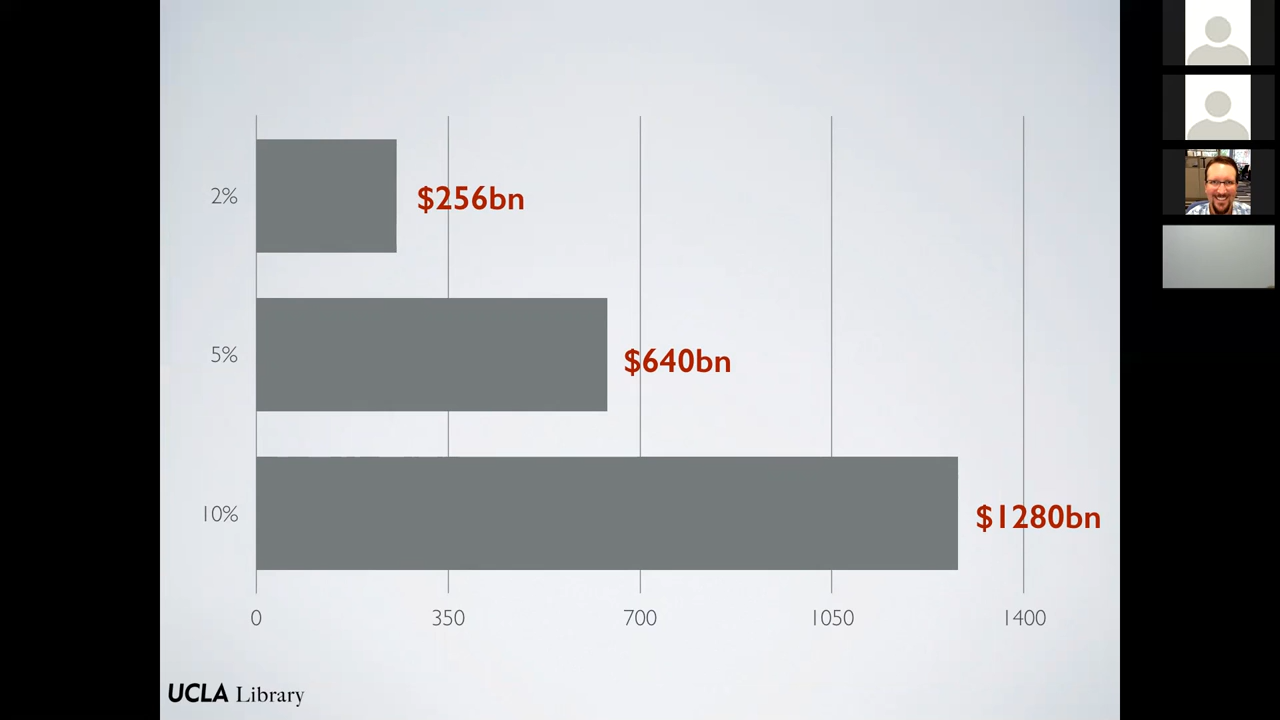 2%
$256bn
5%
$640bn
10%
$1280bn
0 350 700 1050 1400
UCLA Library